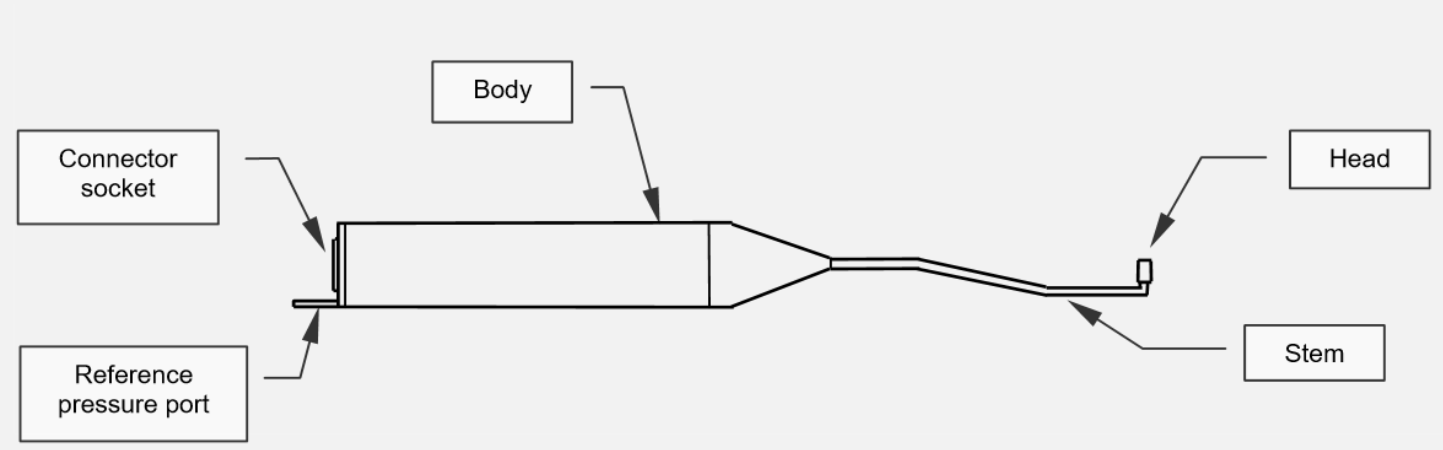 Body
Connector
socket
Head
Reference
pressure port
Stem